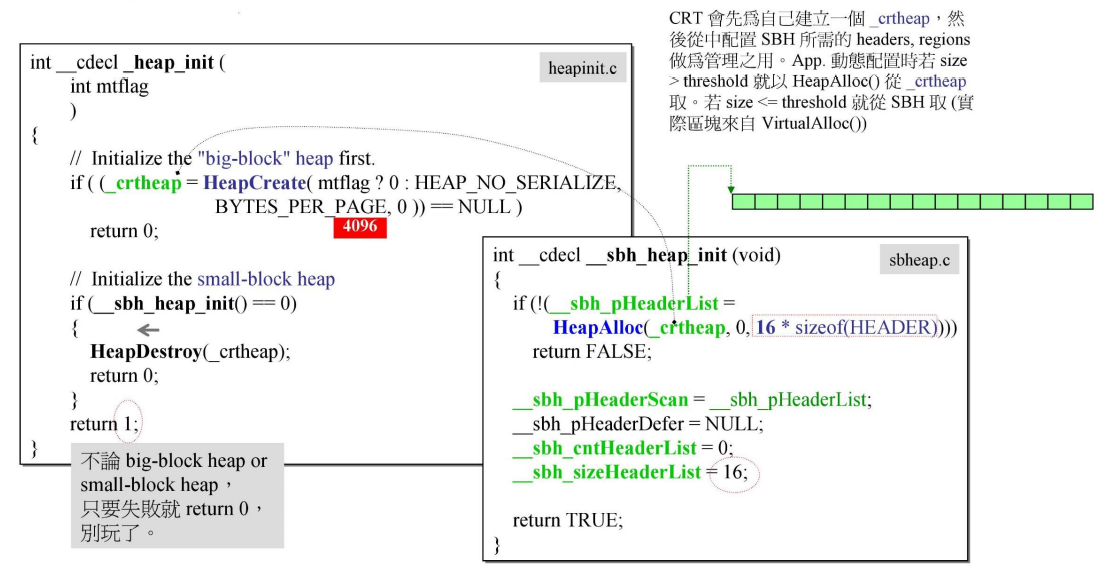 CRT 會先為自己建立一個 _crtheap,然
後從中配置 SBH 所需的 headers, regions
做為管理之用。App. 動態配置時若 size
> threshold 就以 HeapAlloc() 從 _crtheap
取。若 size <= threshold 就從 SBH 取 (實
際區塊來自 VirtualAlloc())
int __cdecl _heap_init (
heapinit.c
int mtflag
)
{
// Initialize the "big-block" heap first.
if ( (_crtheap = HeapCreate( mtflag ? 0 : HEAP_NO_SERIALIZE,
BYTES_PER_PAGE, 0 )) == NULL )
4096
return 0;
// Initialize the small-block heap
if (__sbh_heap_init() == 0)
{
HeapDestroy(_crtheap);
return 0;
}
return 1;
}
不論 big-block heap or
small-block heap,
只要失敗就 return 0,
別玩了。
int __cdecl __sbh_heap_init (void)
sbheap.c
{
if (!(__sbh_pHeaderList =
HeapAlloc(_crtheap, 0, 16 * sizeof(HEADER))))
return FALSE;
__sbh_pHeaderScan = __sbh_pHeaderList;
__sbh_pHeaderDefer = NULL;
__sbh_cntHeaderList = 0;
__sbh_sizeHeaderList = 16;
return TRUE;
}